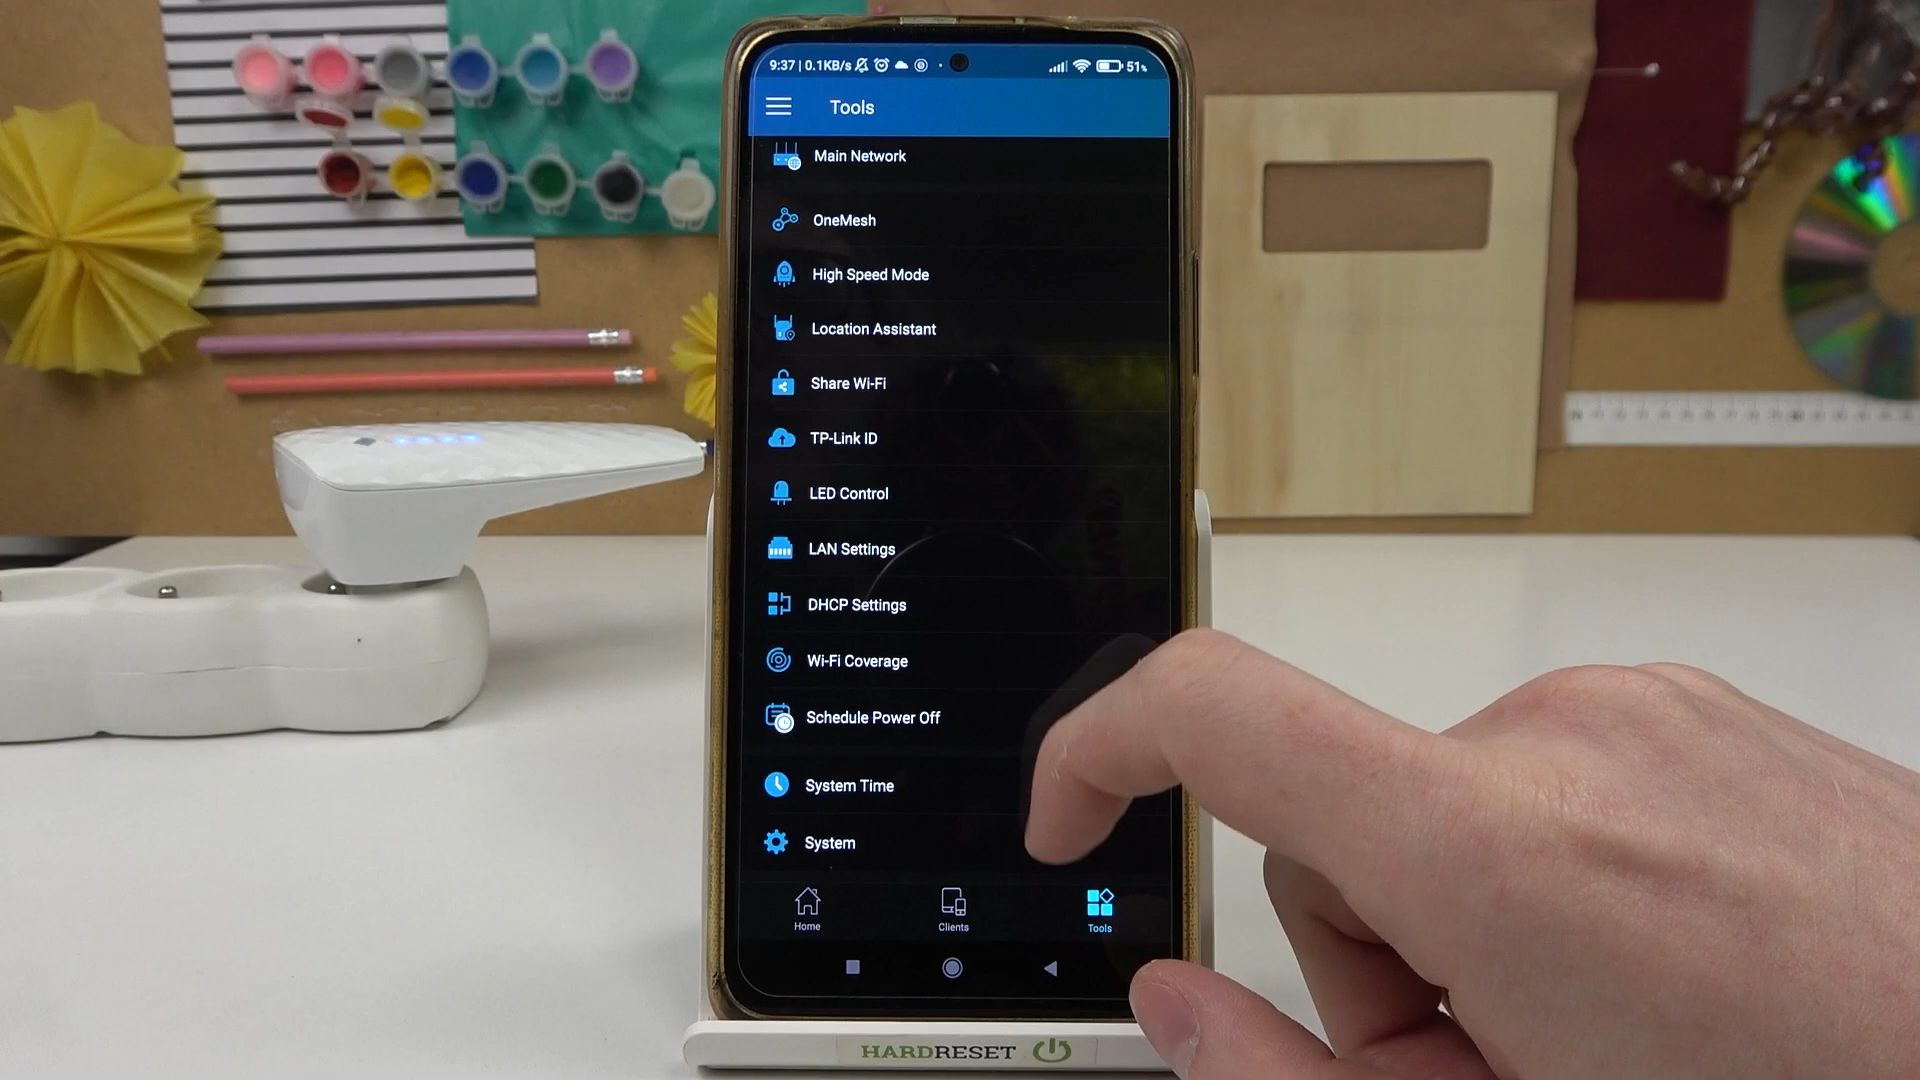 9:37 | 0.1KB/s
51%
Tools
Main Network
OneMesh
High Speed Mode
Location Assistant
Share Wi-Fi
TP-Link ID
LED Control
LAN Settings
DHCP Settings
Wi-Fi Coverage
Schedule Power Off
System Time
System
Home
Clients
Tools
HARDRESET